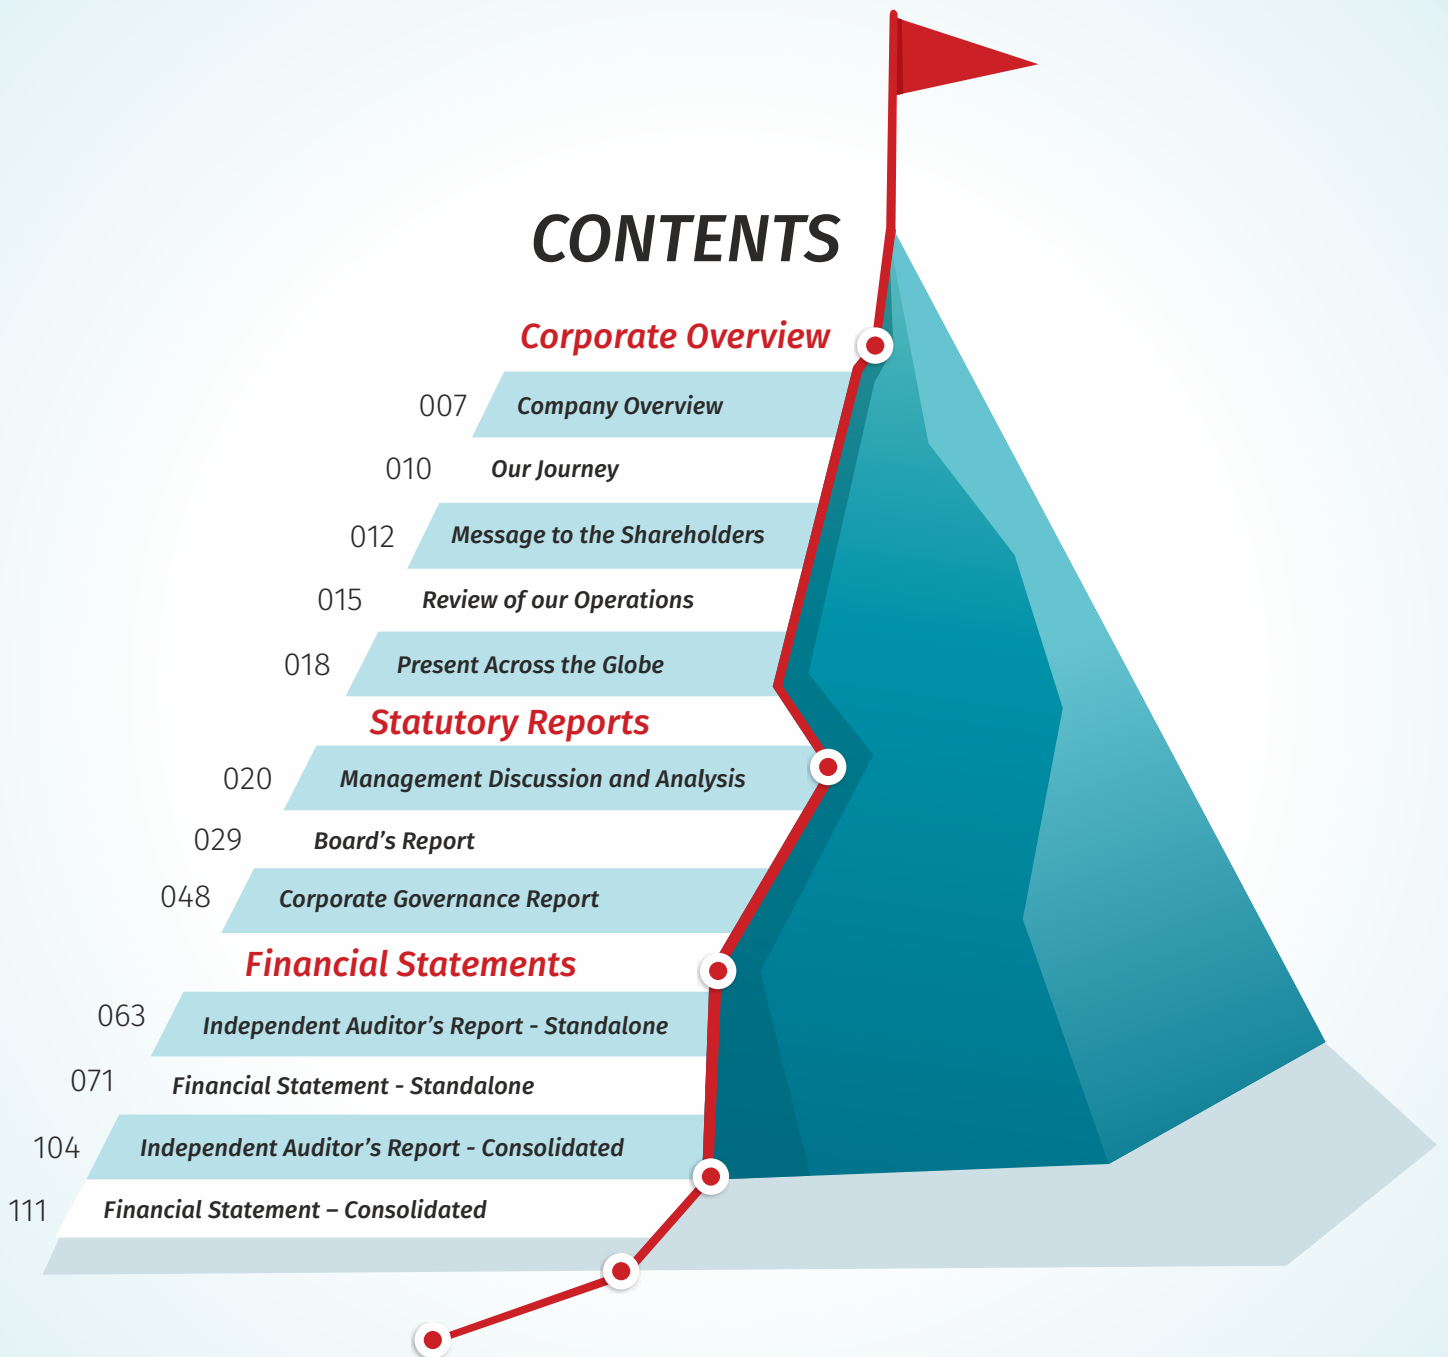 CONTENTS
Corporate Overview
007 Company Overview
010 Our Journey
012 Message to the Shareholders
015 Review of our Operations
018 Present Across the Globe
Statutory Reports
020 Management Discussion and Analysis
029 Board’s Report
048 Corporate Governance Report
Financial Statements
063 Independent Auditor’s Report - Standalone
071 Financial Statement - Standalone
104 Independent Auditor’s Report - Consolidated
111 Financial Statement – Consolidated